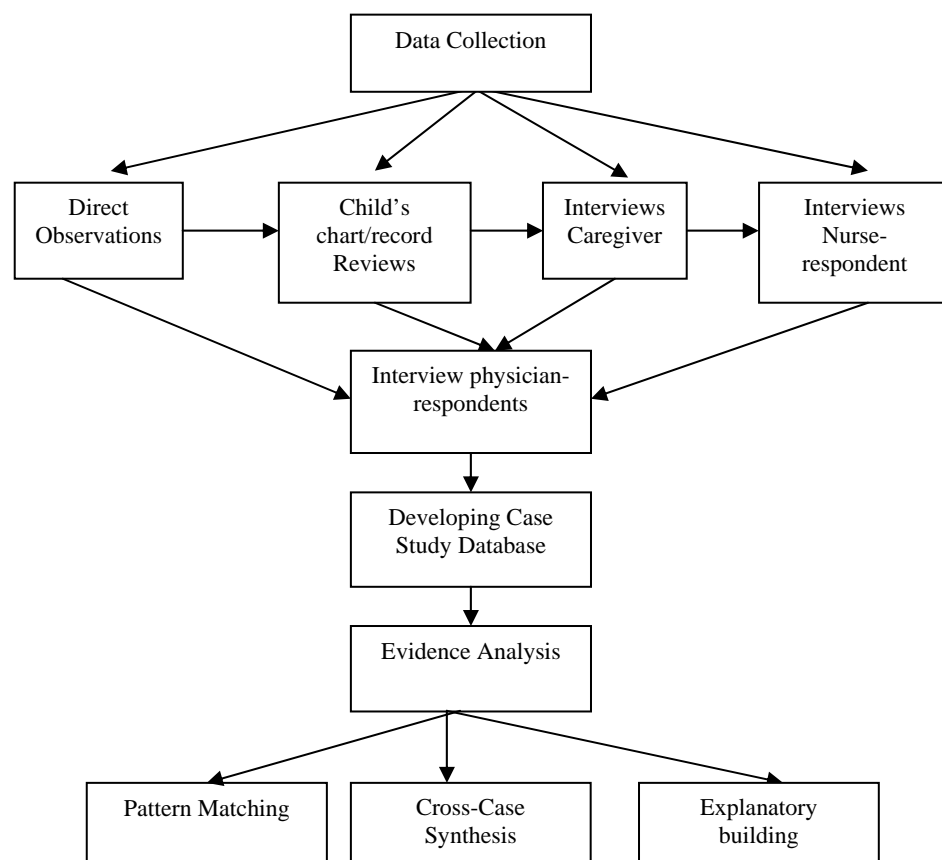 Data Collection
Direct
Observations
Child’s
chart/record
Reviews
Interviews
Caregiver
Interviews
Nurse-
respondent
Interview physician-
respondents
Developing Case
Study Database
Evidence Analysis
Pattern Matching
Cross-Case
Synthesis
Explanatory
building